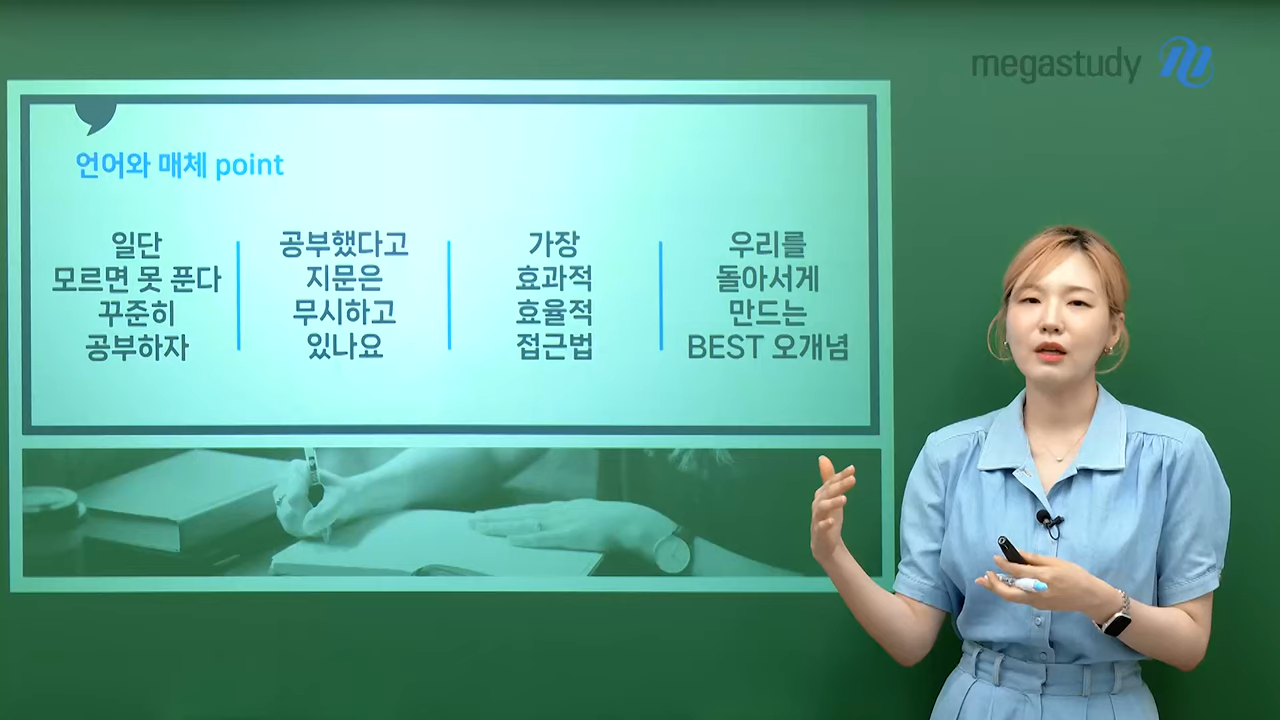 megastudy
언어와 매체 point
일단
모르면 못 푼다
꾸준히
공부하자
공부했다고
지문은
무시하고
있나요
가장
효과적
효율적
접근법
우리를
돌아서게
만드는
BEST 오개념